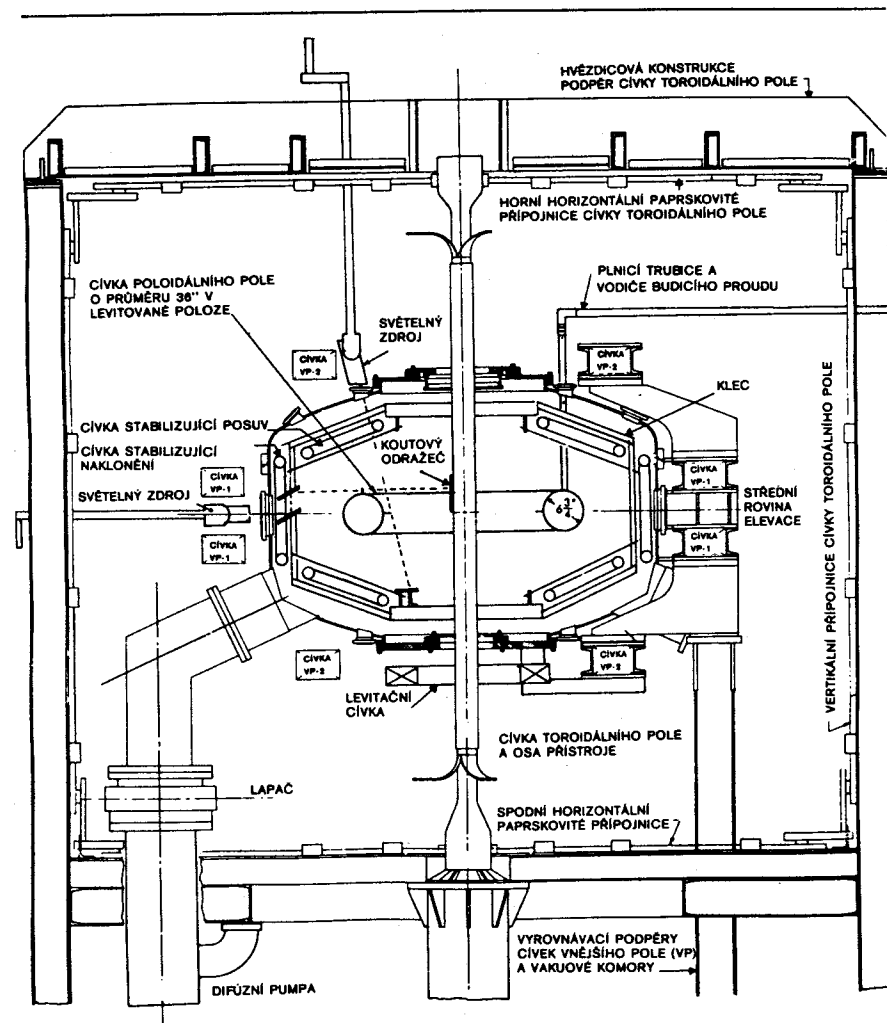 HVĚZDICOVÁ KONSTRUKCE
PODPĚR CÍVKY TOROIDÁLNÍHO POLE
HORNÍ HORIZONTÁLNÍ PAPRSKOVITÉ
PŘÍPOJNICE CÍVKY TOROIDÁLNÍHO POLE
CÍVKA POLOIDÁLNÍHO POLE
O PRŮMĚRU 36" V
LEVITOVANÉ POLOZE
PLNICÍ TRUBICE A
VODIČE BUDICÍHO PROUDU
SVĚTELNÝ
ZDROJ
CÍVKA
VP-2
CÍVKA
VP-2
KLEC
CÍVKA STABILIZUJÍCÍ POSUV
CÍVKA STABILIZUJÍCÍ
NAKLONĚNÍ
KOUTOVÝ
ODRAŽEČ
CÍVKA
VP-1
CÍVKA
VP-1
SVĚTELNÝ ZDROJ
6 3/4"
STŘEDNÍ
ROVINA
ELEVACE
CÍVKA
VP-1
CÍVKA
VP-1
VERTIKÁLNÍ PŘÍPOJNICE CÍVKY TOROIDÁLNÍHO POLE
CÍVKA
VP-2
CÍVKA
VP-2
LEVITAČNÍ
CÍVKA
CÍVKA TOROIDÁLNÍHO POLE
A OSA PŘÍSTROJE
LAPAČ
SPODNÍ HORIZONTÁLNÍ
PAPRSKOVITÉ PŘÍPOJNICE
VYROVNÁVACÍ PODPĚRY
CÍVEK VNĚJŠÍHO POLE (VP)
A VAKUOVÉ KOMORY
DIFÚZNÍ PUMPA